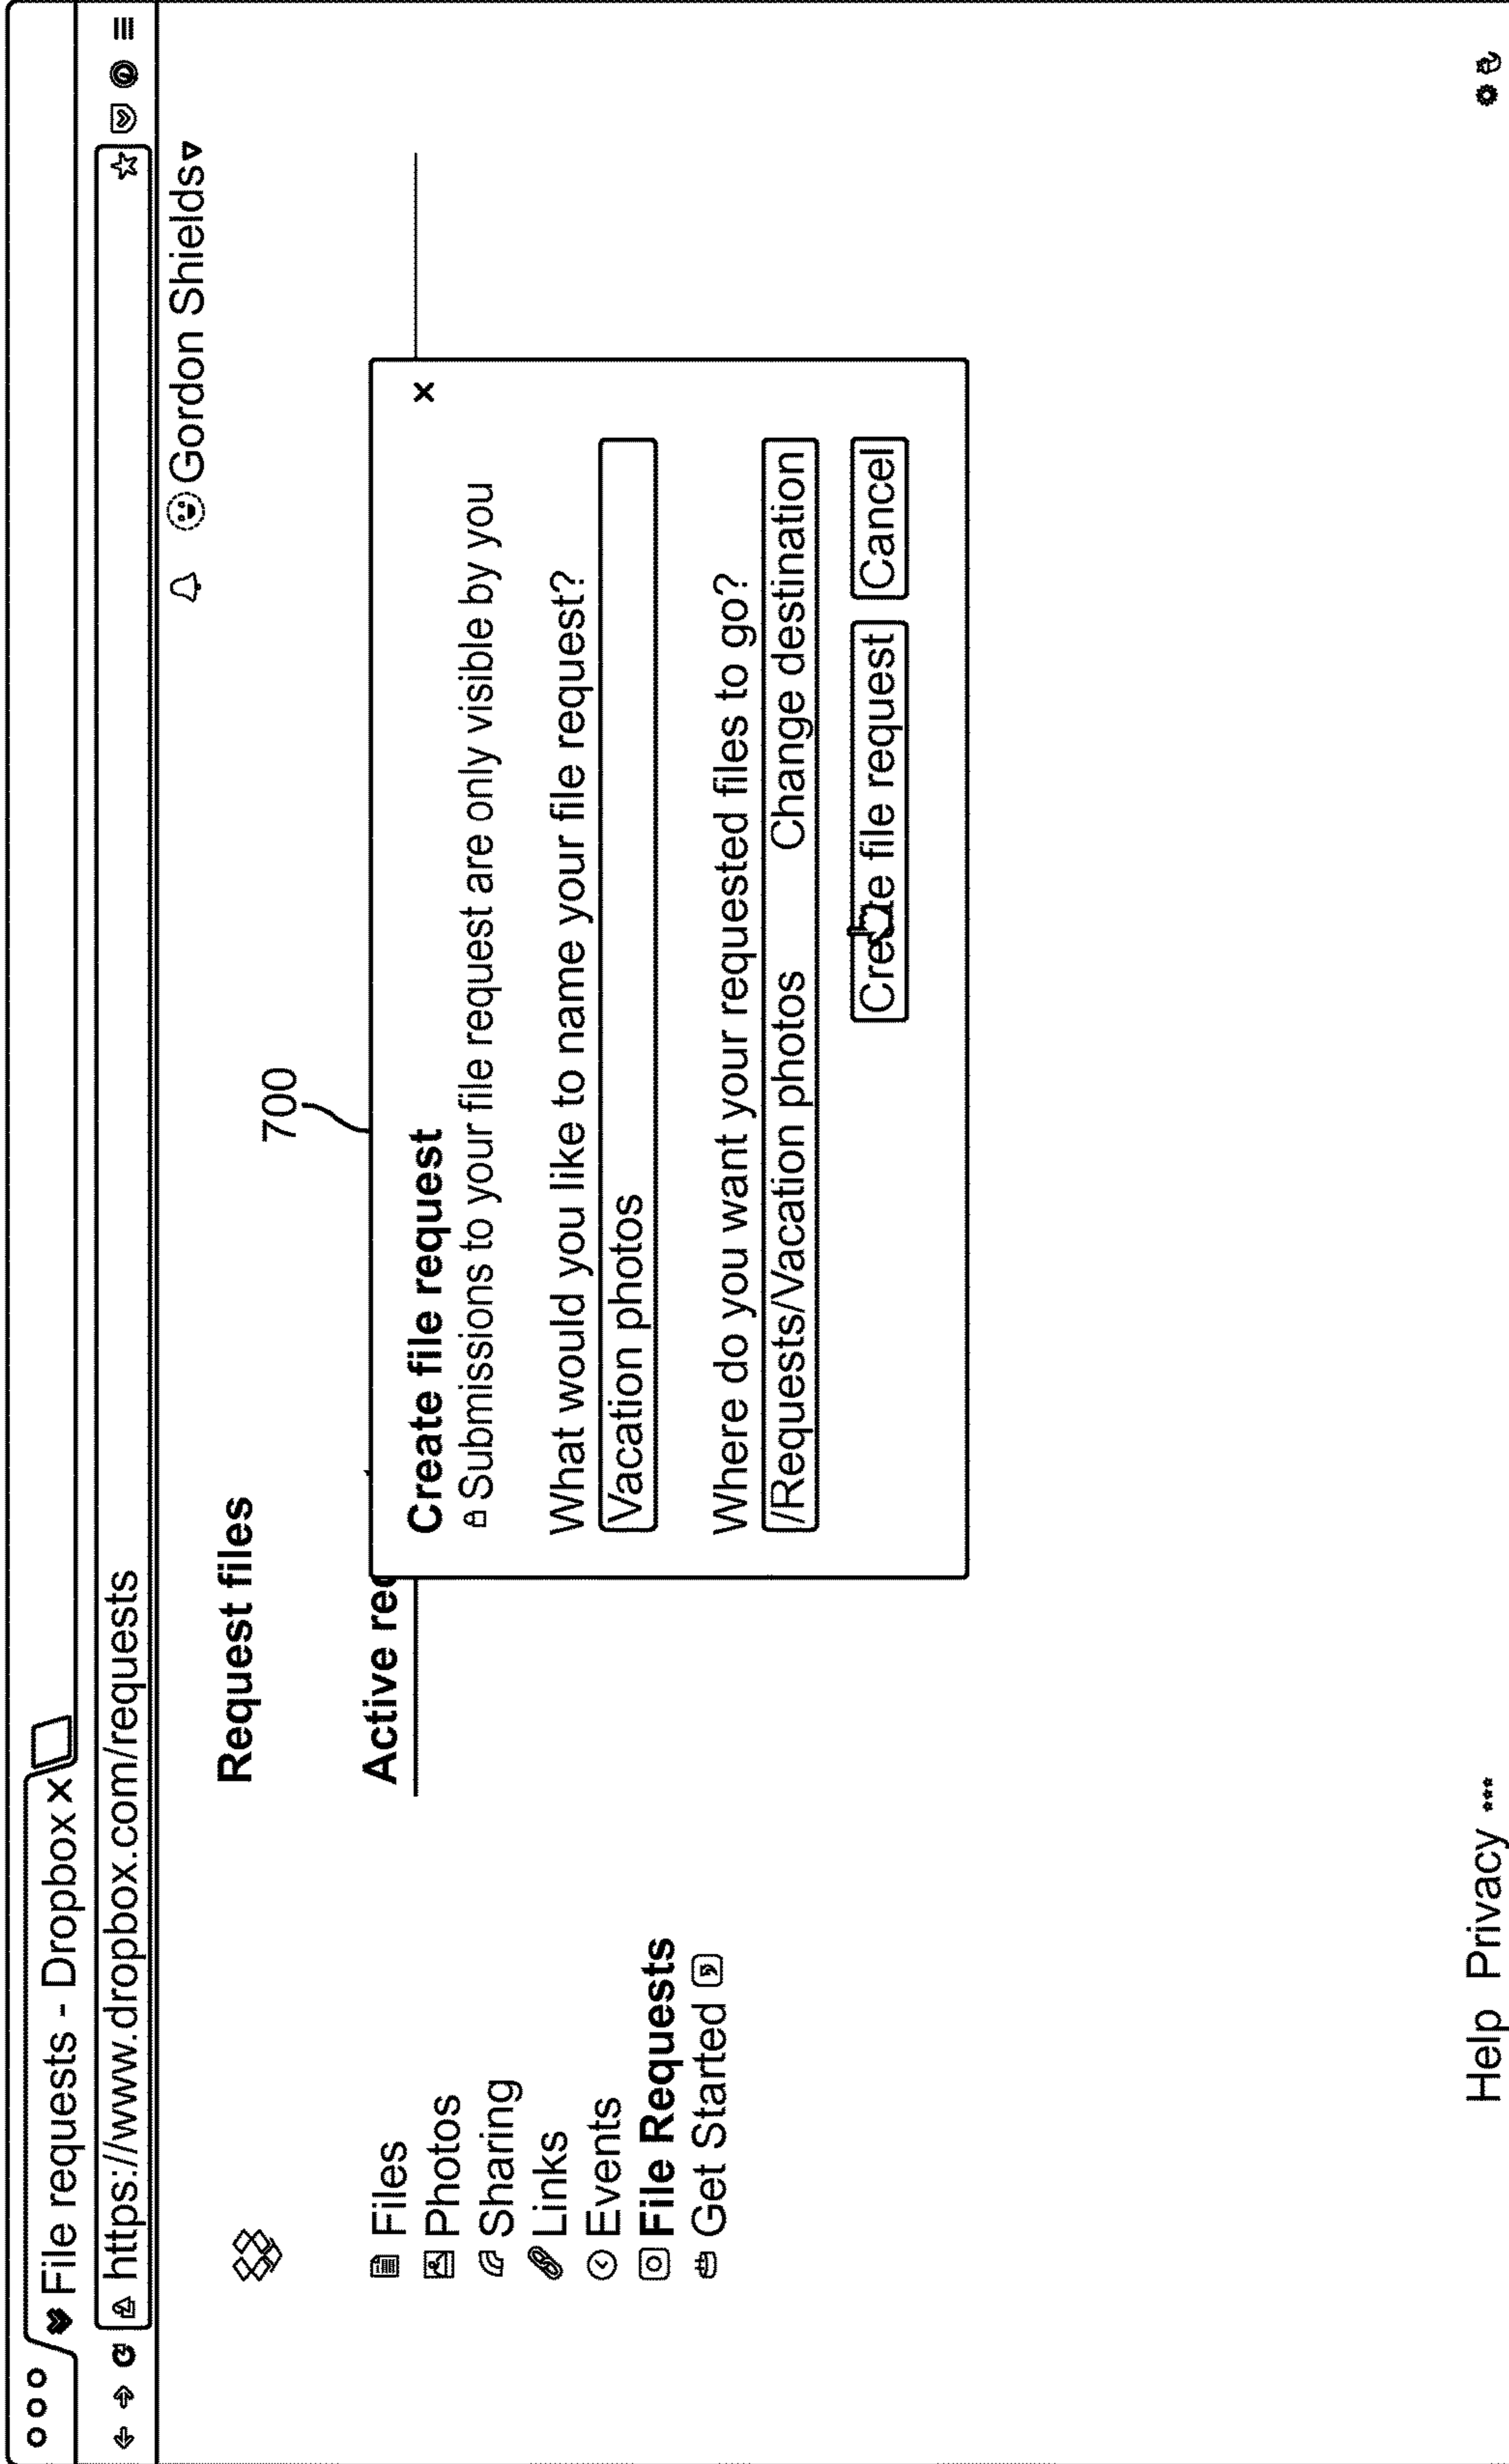 File requests - Dropbox
https://www.dropbox.com/requests
Gordon Shields
Request files
700
Active req
Create file request
Submissions to your file request are only visible by you
What would you like to name your file request?
Vacation photos
Where do you want your requested files to go?
/Requests/Vacation photos Change destination
Create file request Cancel
Files
Photos
Sharing
Links
Events
File Requests
Get Started
Help Privacy